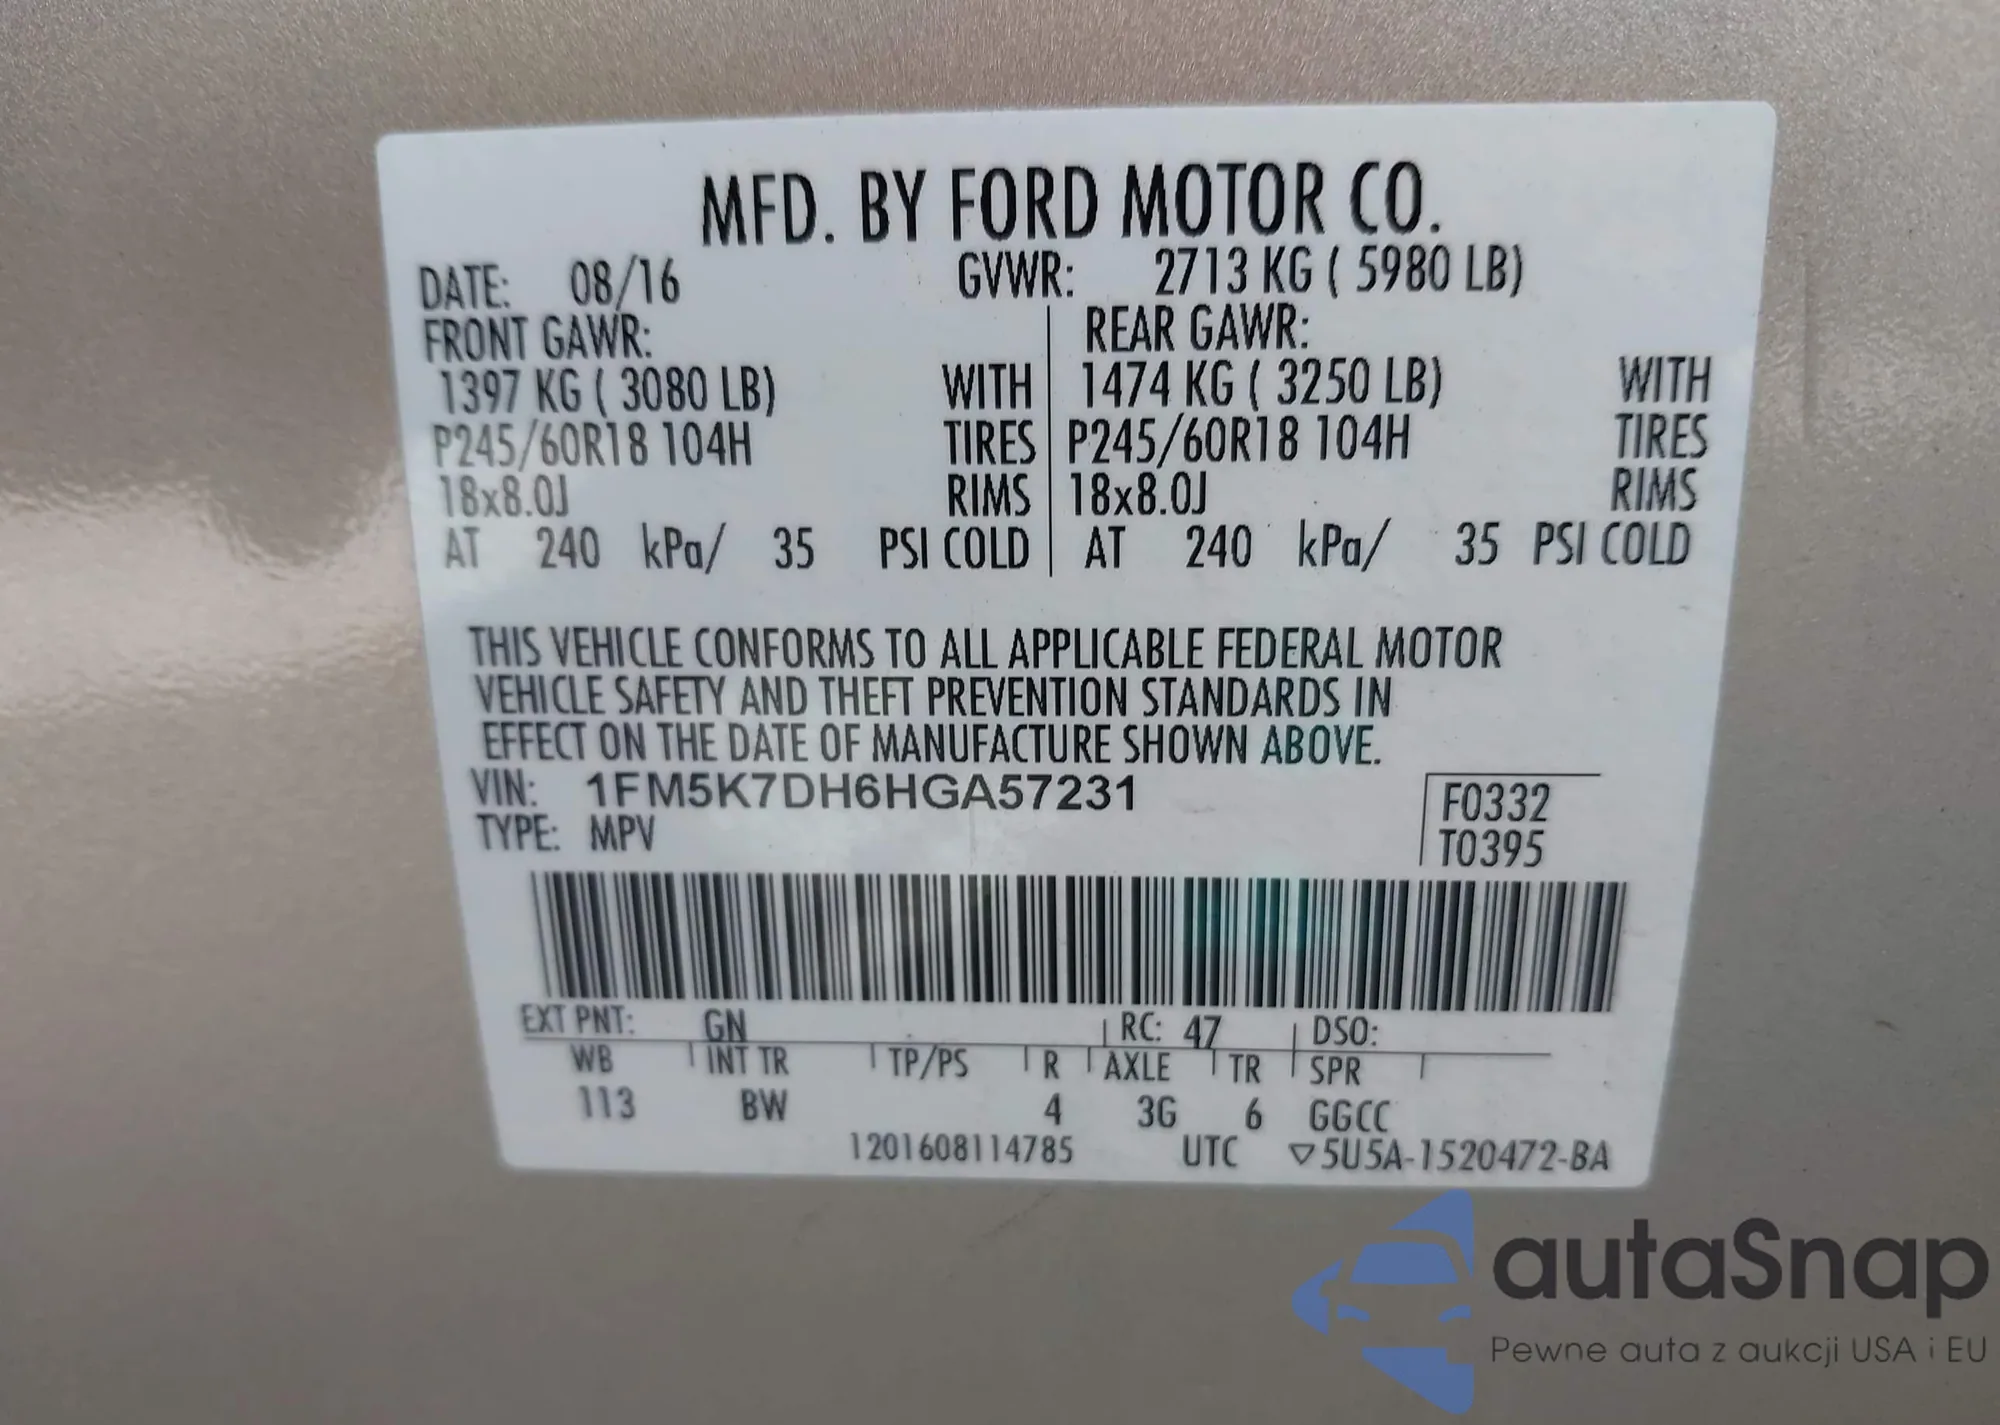 MFD. BY FORD MOTOR CO.
DATE: 08/16 GVWR: 2713 KG ( 5980 LB)
FRONT GAWR: REAR GAWR:
1397 KG ( 3080 LB) WITH 1474 KG ( 3250 LB) WITH
P245/60R18 104H TIRES P245/60R18 104H TIRES
18x8.0J RIMS 18x8.0J RIMS
AT 240 kPa/ 35 PSI COLD AT 240 kPa/ 35 PSI COLD
THIS VEHICLE CONFORMS TO ALL APPLICABLE FEDERAL MOTOR
VEHICLE SAFETY AND THEFT PREVENTION STANDARDS IN
EFFECT ON THE DATE OF MANUFACTURE SHOWN ABOVE.
VIN: 1FM5K7DH6HGA57231 F0332
TYPE: MPV T0395
EXT PNT: GN RC: 47 DSO:
WB INT TR TP/PS R AXLE TR SPR
113 BW 4 3G 6 GGCC
1201608114785 UTC ▽5U5A-1520472-BA
autaSnap
Pewne auta z aukcji USA i EU